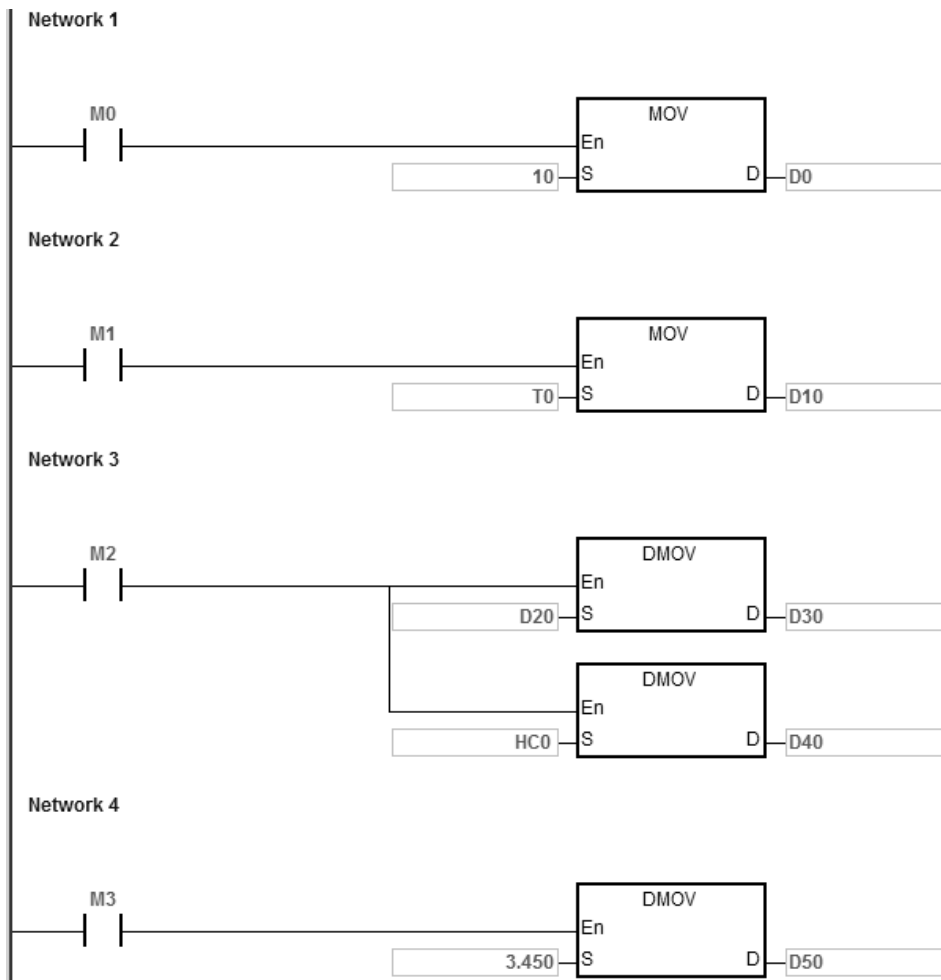 Network 1
M0
MOV
En
10 S D D0
Network 2
M1
MOV
En
T0 S D D10
Network 3
M2
DMOV
En
D20 S D D30
DMOV
En
HC0 S D D40
Network 4
M3
DMOV
En
3.450 S D D50